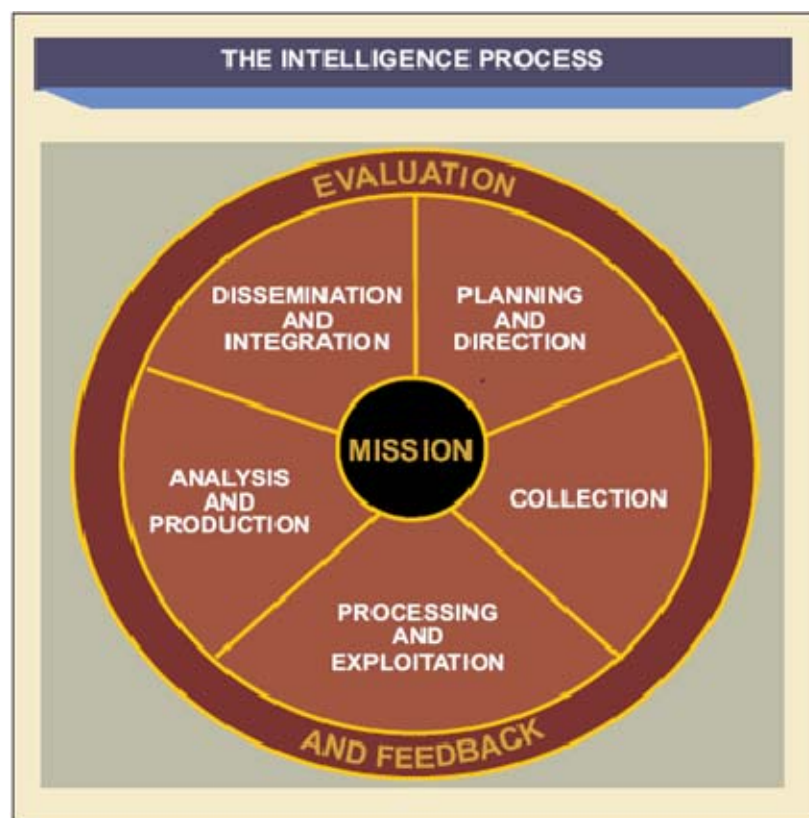 THE INTELLIGENCE PROCESS
EVALUATION
DISSEMINATION
AND
INTEGRATION
PLANNING
AND
DIRECTION
MISSION
ANALYSIS
AND
PRODUCTION
COLLECTION
PROCESSING
AND
EXPLOITATION
AND FEEDBACK